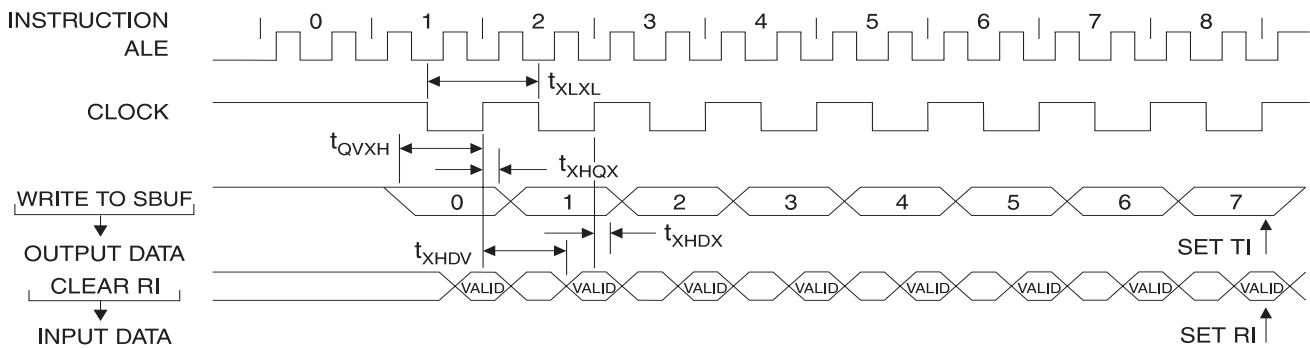 INSTRUCTION 0 1 2 3 4 5 6 7 8
ALE
tXLXL
CLOCK
tQVXH
tXHQX
WRITE TO SBUF
0 1 2 3 4 5 6 7
OUTPUT DATA
tXHDV
tXHDX
SET TI
CLEAR RI
VALID VALID VALID VALID VALID VALID VALID VALID
INPUT DATA
SET RI